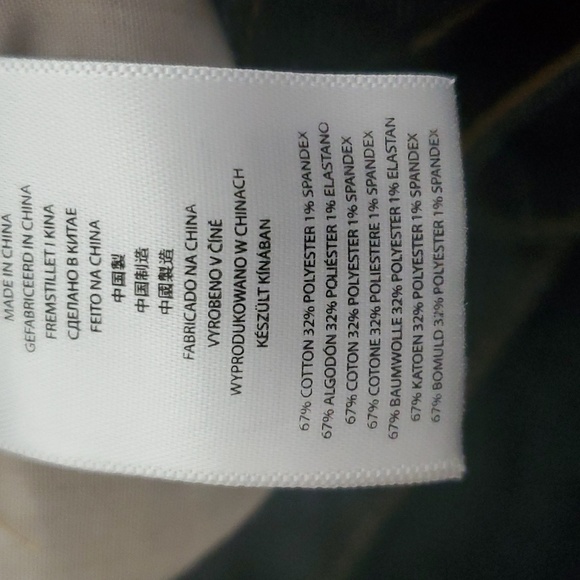 MADE IN CHINA
GEFABRICEERD IN CHINA
FREMSTILLET I KINA
СДЕЛАНО В КИТАЕ
FEITO NA CHINA
中国製
中国制造
中國製造
FABRICADO NA CHINA
VYROBENO V ČÍNĚ
WYPRODUKOWANO W CHINACH
KÉSZÜLT KÍNÁBAN
67% COTTON 32% POLYESTER 1% SPANDEX
67% ALGODÓN 32% POLIÉSTER 1% ELASTANO
67% COTON 32% POLYESTER 1% SPANDEX
67% COTONE 32% POLIESTERE 1% SPANDEX
67% BAUMWOLLE 32% POLYESTER 1% ELASTAN
67% KATOEN 32% POLYESTER 1% SPANDEX
67% BOMULD 32% POLYESTER 1% SPANDEX